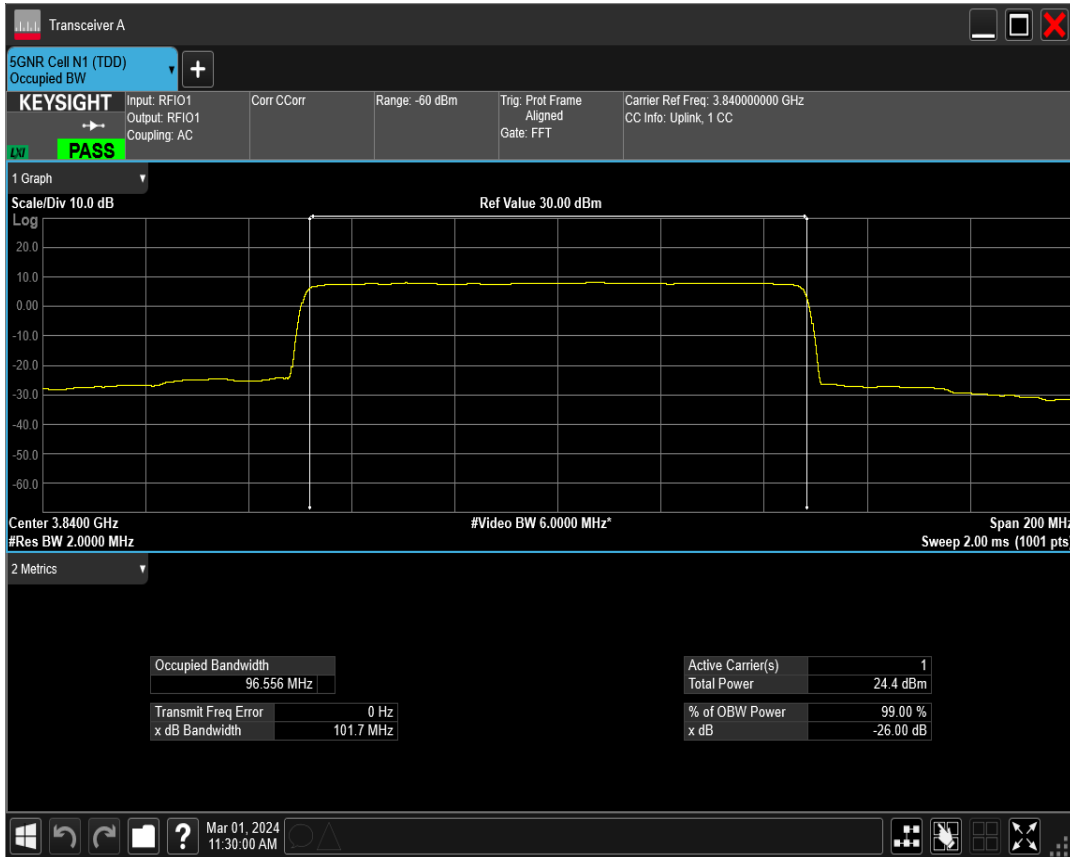 Transceiver A
5GNR Cell N1 (TDD)
Occupied BW
+
KEYSIGHT
LXI
PASS
Input: RFIO1
Output: RFIO1
Coupling: AC
Corr CCorr
Range: -60 dBm
Trig: Prot Frame
Aligned
Gate: FFT
Carrier Ref Freq: 3.840000000 GHz
CC Info: Uplink, 1 CC
1 Graph
Scale/Div 10.0 dB
Ref Value 30.00 dBm
Log
20.0
10.0
0.00
-10.0
-20.0
-30.0
-40.0
-50.0
-60.0
Center 3.8400 GHz
#Video BW 6.0000 MHz*
Span 200 MHz
#Res BW 2.0000 MHz
Sweep 2.00 ms (1001 pts
2 Metrics
Occupied Bandwidth
96.556 MHz
Transmit Freq Error 0 Hz
x dB Bandwidth 101.7 MHz
Active Carrier(s) 1
Total Power 24.4 dBm
% of OBW Power 99.00 %
x dB -26.00 dB
?
Mar 01, 2024
11:30:00 AM